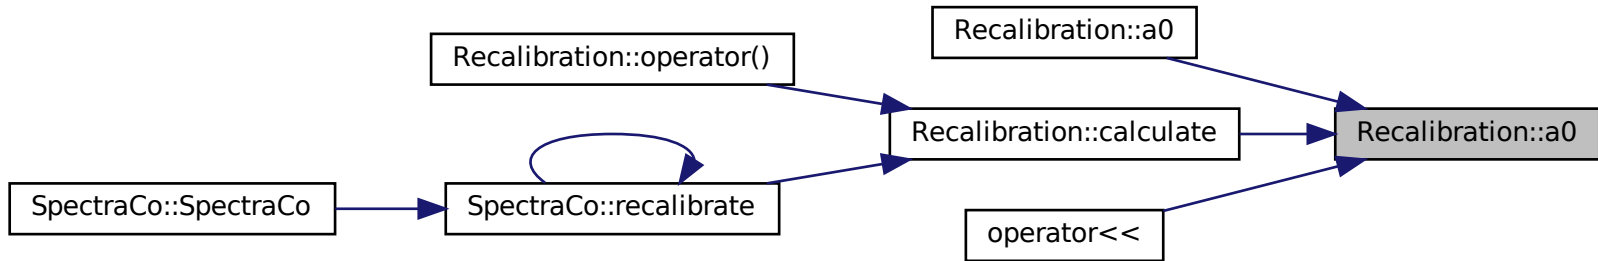 Recalibration::a0
Recalibration::operator()
Recalibration::calculate
Recalibration::a0
SpectraCo::SpectraCo
SpectraCo::recalibrate
operator<<